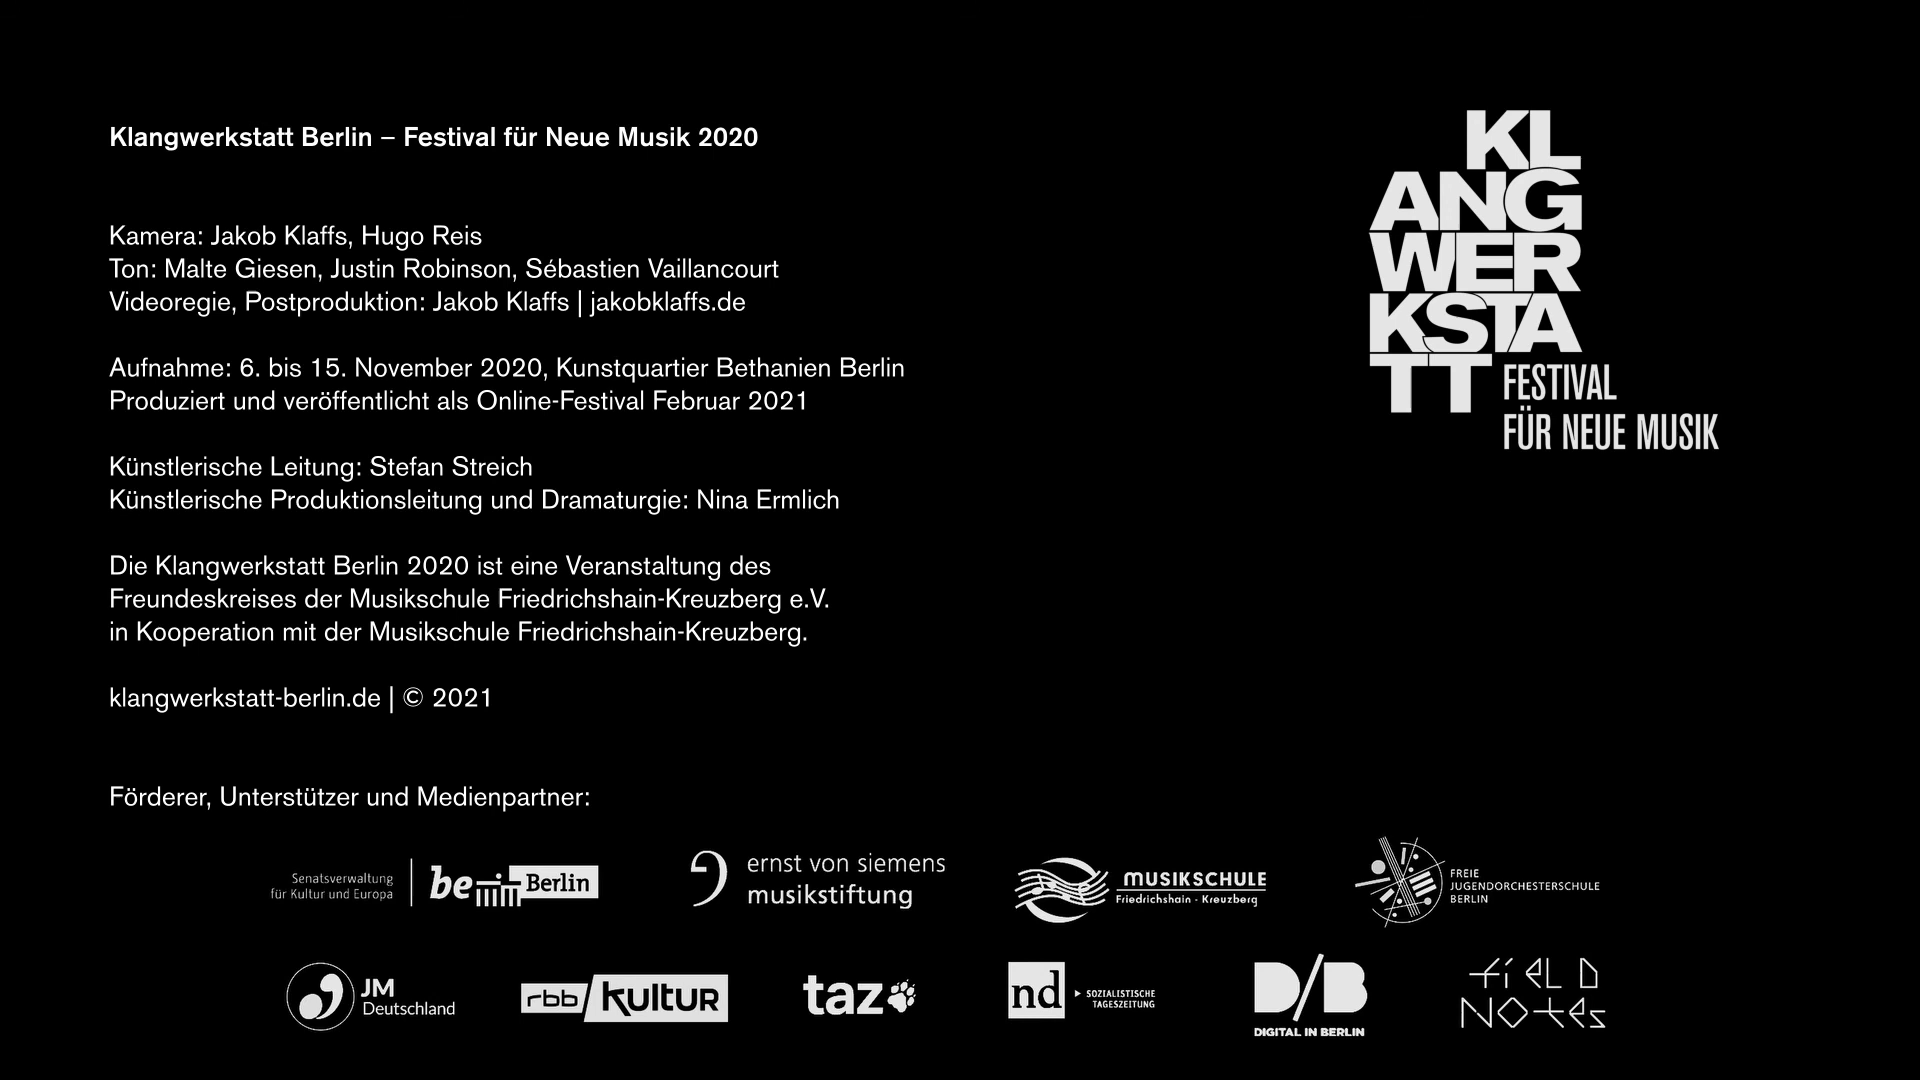 Klangwerkstatt Berlin – Festival für Neue Musik 2020
KL
ANG
WER
KSTA
TT
FESTIVAL
FÜR NEUE MUSIK
Kamera: Jakob Klaffs, Hugo Reis
Ton: Malte Giesen, Justin Robinson, Sébastien Vaillancourt
Videoregie, Postproduktion: Jakob Klaffs | jakobklaffs.de
Aufnahme: 6. bis 15. November 2020, Kunstquartier Bethanien Berlin
Produziert und veröffentlicht als Online-Festival Februar 2021
Künstlerische Leitung: Stefan Streich
Künstlerische Produktionsleitung und Dramaturgie: Nina Ermlich
Die Klangwerkstatt Berlin 2020 ist eine Veranstaltung des
Freundeskreises der Musikschule Friedrichshain-Kreuzberg e.V.
in Kooperation mit der Musikschule Friedrichshain-Kreuzberg.
klangwerkstatt-berlin.de | © 2021
Förderer, Unterstützer und Medienpartner:
Senatsverwaltung
für Kultur und Europa
be Berlin
ernst von siemens
musikstiftung
MUSIKSCHULE
Friedrichshain - Kreuzberg
FREIE
JUGENDORCHESTERSCHULE
BERLIN
JM
Deutschland
rbb/kultur
taz
nd
SOZIALISTISCHE
TAGESZEITUNG
D/B
DIGITAL IN BERLIN
fiELD
NOtes